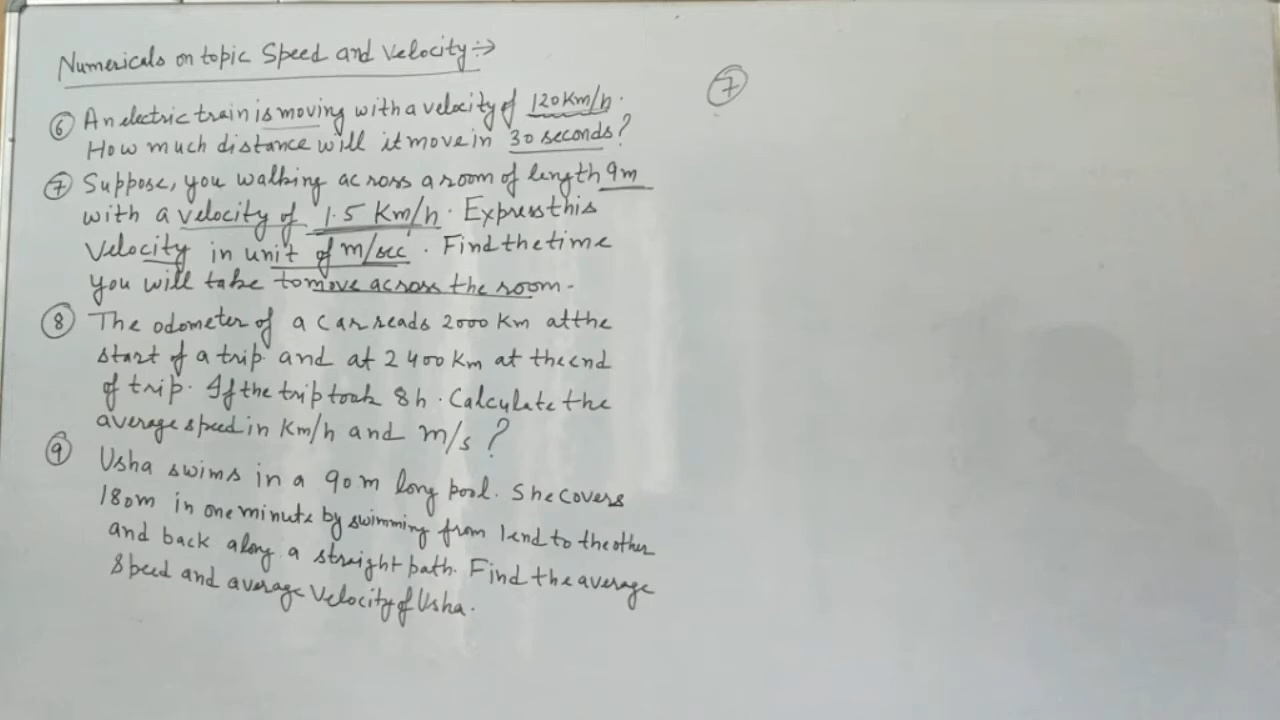 Numericals on topic Speed and Velocity :->
⑥ An electric train is moving with a velocity of 120 Km/h.
How much distance will it move in 30 seconds?
⑦ Suppose, you walking across a room of length 9m
with a velocity of 1.5 Km/h. Express this
Velocity in unit of m/sec. Find the time
you will take to move across the room.
⑧ The odometer of a car reads 2000 Km at the
start of a trip and at 2400 Km at the end
of trip. If the trip took 8h. Calculate the
average speed in Km/h and m/s ?
⑨ Usha swims in a 90 m long pool. She covers
180m in one minute by swimming from 1 end to the other
and back along a straight path. Find the average
Speed and average Velocity of Usha.
⑦